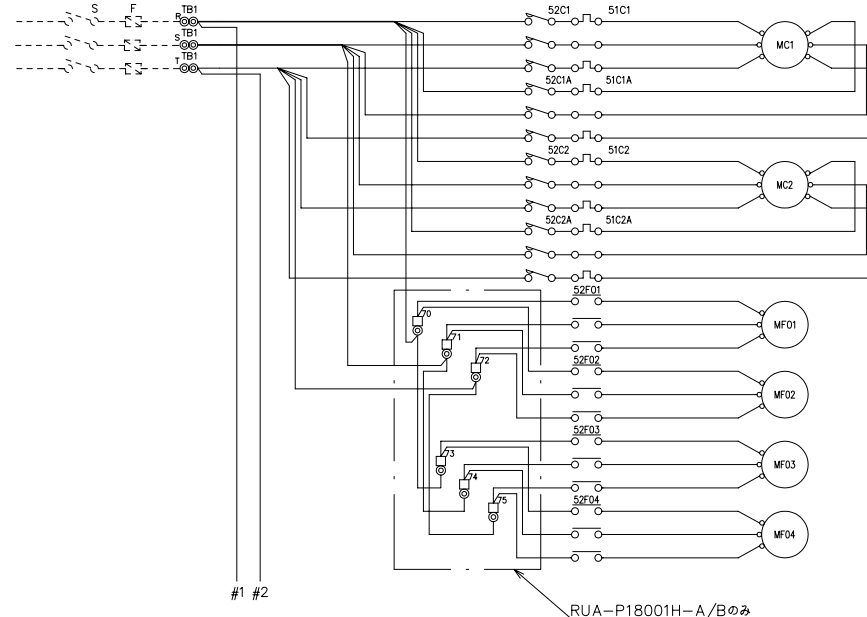 S F
R TB1
S TB1
T TB1
52C1 51C1
MC1
52C1A 51C1A
52C2 51C2
MC2
52C2A 51C2A
52F01
70
MF01
71
72
52F02
MF02
52F03
73
MF03
74
75
52F04
MF04
#1 #2
RUA-P18001H-A/Bのみ